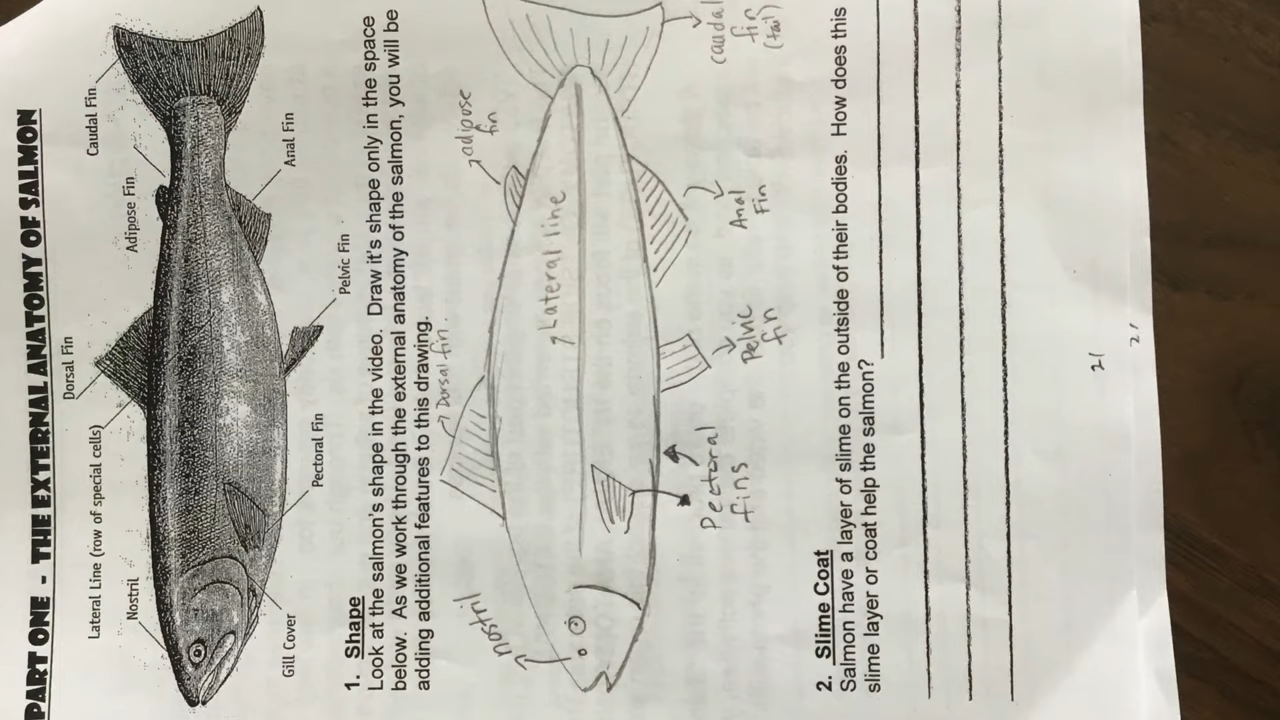 PART ONE - THE EXTERNAL ANATOMY OF SALMON
Caudal Fin
Adipose Fin
Dorsal Fin
Lateral Line (row of special cells)
Nostril
Anal Fin
Pelvic Fin
Pectoral Fin
Gill Cover
1. Shape
Look at the salmon's shape in the video. Draw it's shape only in the space
below. As we work through the external anatomy of the salmon, you will be
adding additional features to this drawing.
nostril
Dorsal fin.
adipose
fin
caudal
fin
(tail)
Lateral line
Anal
Fin
Pelvic
fin
Pectoral
fins
2. Slime Coat
Salmon have a layer of slime on the outside of their bodies. How does this
slime layer or coat help the salmon?
21
21